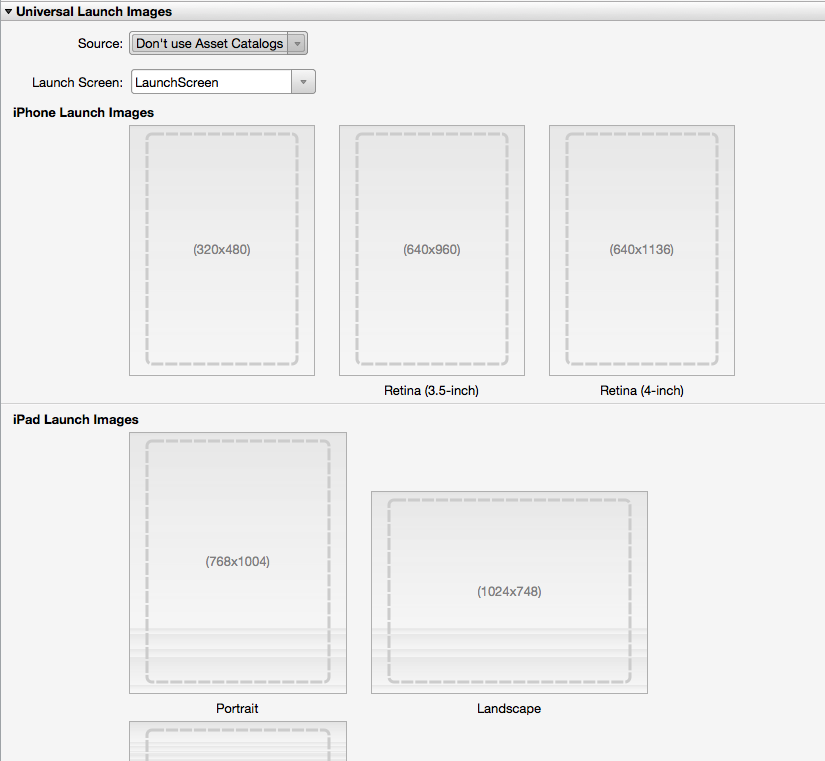 Universal Launch Images
Source: Don't use Asset Catalogs
Launch Screen: LaunchScreen
iPhone Launch Images
(320x480) (640x960) (640x1136)
Retina (3.5-inch) Retina (4-inch)
iPad Launch Images
(768x1004)
(1024x748)
Portrait Landscape